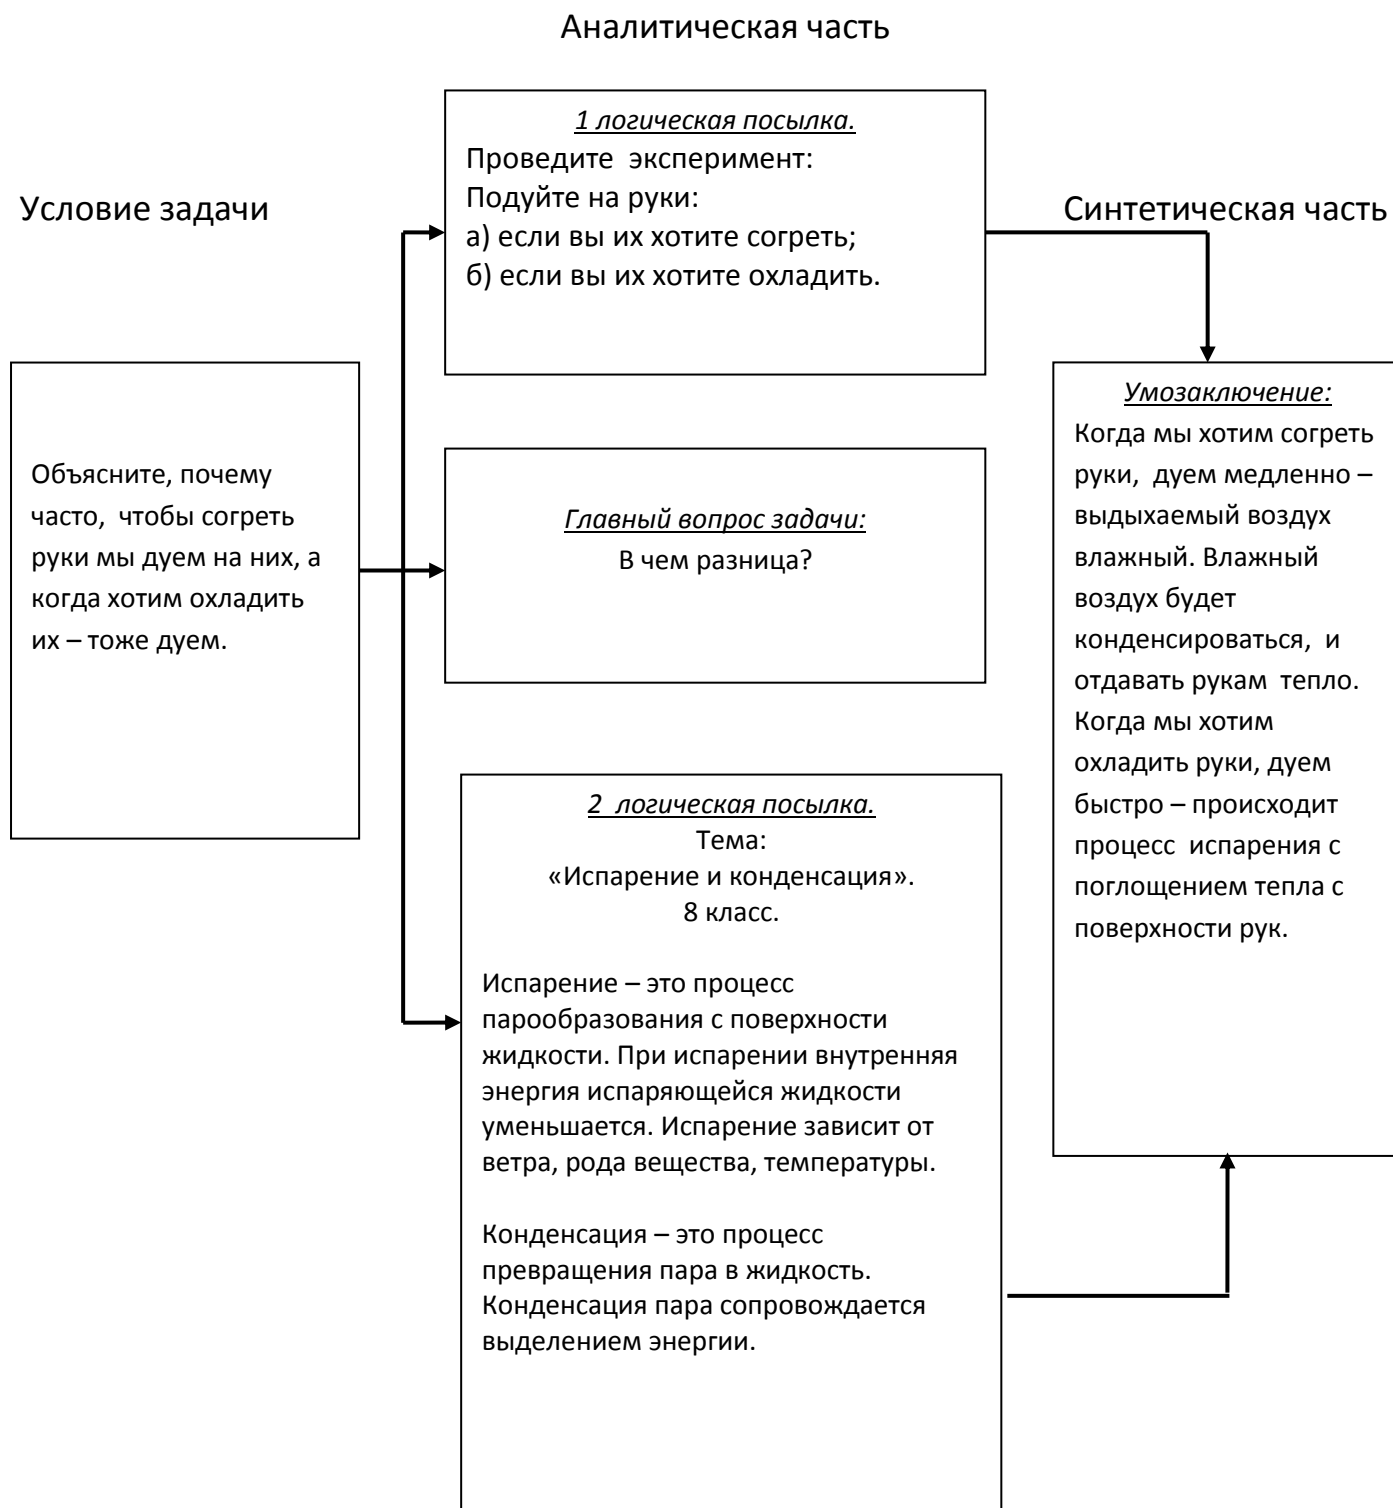 Аналитическая часть
1 логическая посылка.
Проведите эксперимент:
Подуйте на руки:
а) если вы их хотите согреть;
б) если вы их хотите охладить.
Условие задачи
Синтетическая часть
Объясните, почему
часто, чтобы согреть
руки мы дуем на них, а
когда хотим охладить
их – тоже дуем.
Главный вопрос задачи:
В чем разница?
2 логическая посылка.
Тема:
«Испарение и конденсация».
8 класс.
Испарение – это процесс
парообразования с поверхности
жидкости. При испарении внутренняя
энергия испаряющейся жидкости
уменьшается. Испарение зависит от
ветра, рода вещества, температуры.
Конденсация – это процесс
превращения пара в жидкость.
Конденсация пара сопровождается
выделением энергии.
Умозаключение:
Когда мы хотим согреть
руки, дуем медленно –
выдыхаемый воздух
влажный. Влажный
воздух будет
конденсироваться, и
отдавать рукам тепло.
Когда мы хотим
охладить руки, дуем
быстро – происходит
процесс испарения с
поглощением тепла с
поверхности рук.